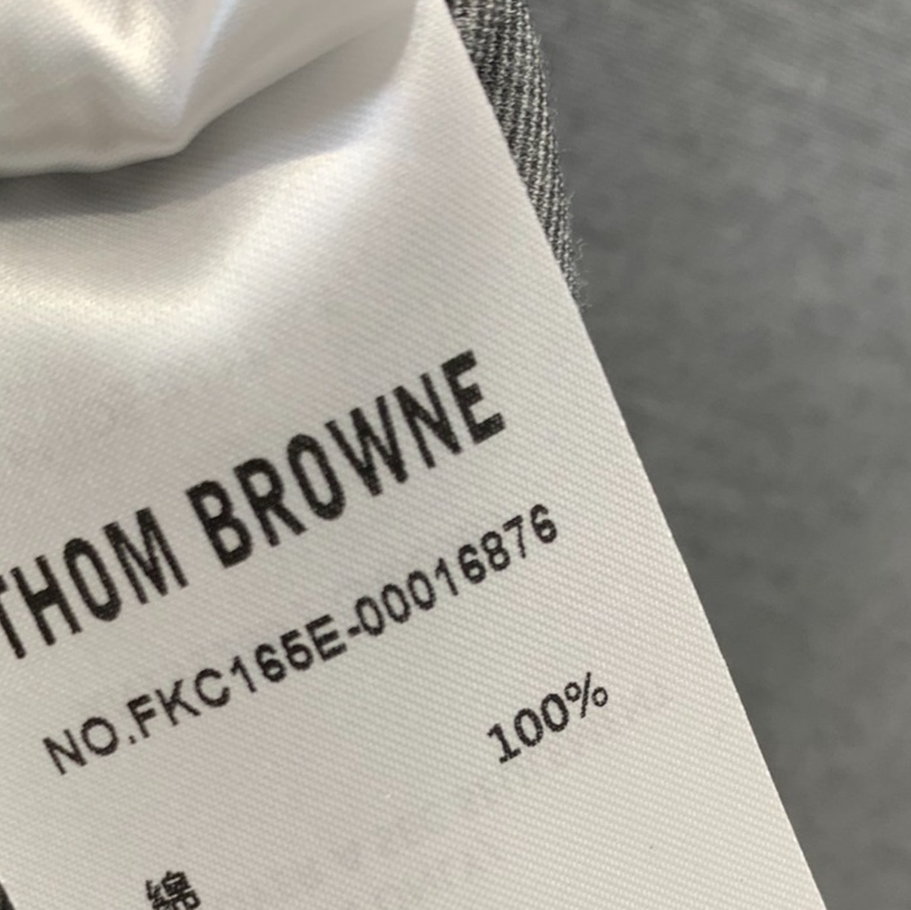 THOM BROWNE
NO.FKC165E-00016876
100%
綿